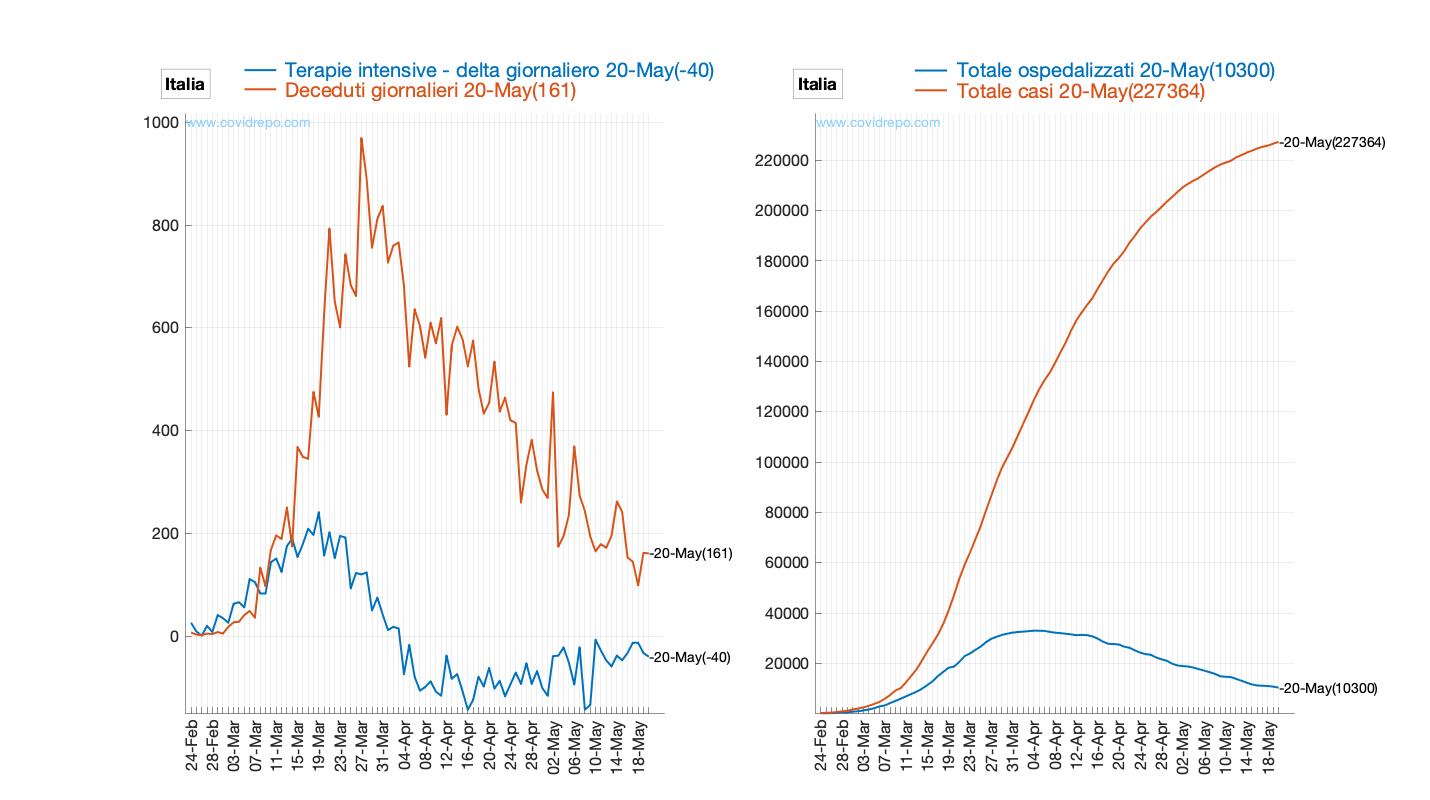 Italia
Terapie intensive - delta giornaliero 20-May(-40)
Deceduti giornalieri 20-May(161)
www.covidrepo.com
1000
800
600
400
200
0
-20-May(161)
-20-May(-40)
24-Feb
28-Feb
03-Mar
07-Mar
11-Mar
15-Mar
19-Mar
23-Mar
27-Mar
31-Mar
04-Apr
08-Apr
12-Apr
16-Apr
20-Apr
24-Apr
28-Apr
02-May
06-May
10-May
14-May
18-May
Italia
Totale ospedalizzati 20-May(10300)
Totale casi 20-May(227364)
www.covidrepo.com
220000
200000
180000
160000
140000
120000
100000
80000
60000
40000
20000
-20-May(227364)
-20-May(10300)
24-Feb
28-Feb
03-Mar
07-Mar
11-Mar
15-Mar
19-Mar
23-Mar
27-Mar
31-Mar
04-Apr
08-Apr
12-Apr
16-Apr
20-Apr
24-Apr
28-Apr
02-May
06-May
10-May
14-May
18-May